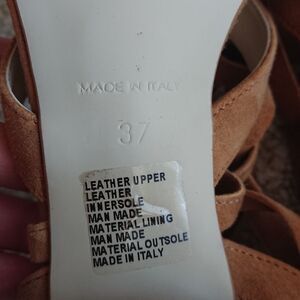 MADE IN ITALY
37
LEATHER UPPER
LEATHER
INNERSOLE
MAN MADE
MATERIAL LINING
MAN MADE
MATERIAL OUTSOLE
MADE IN ITALY